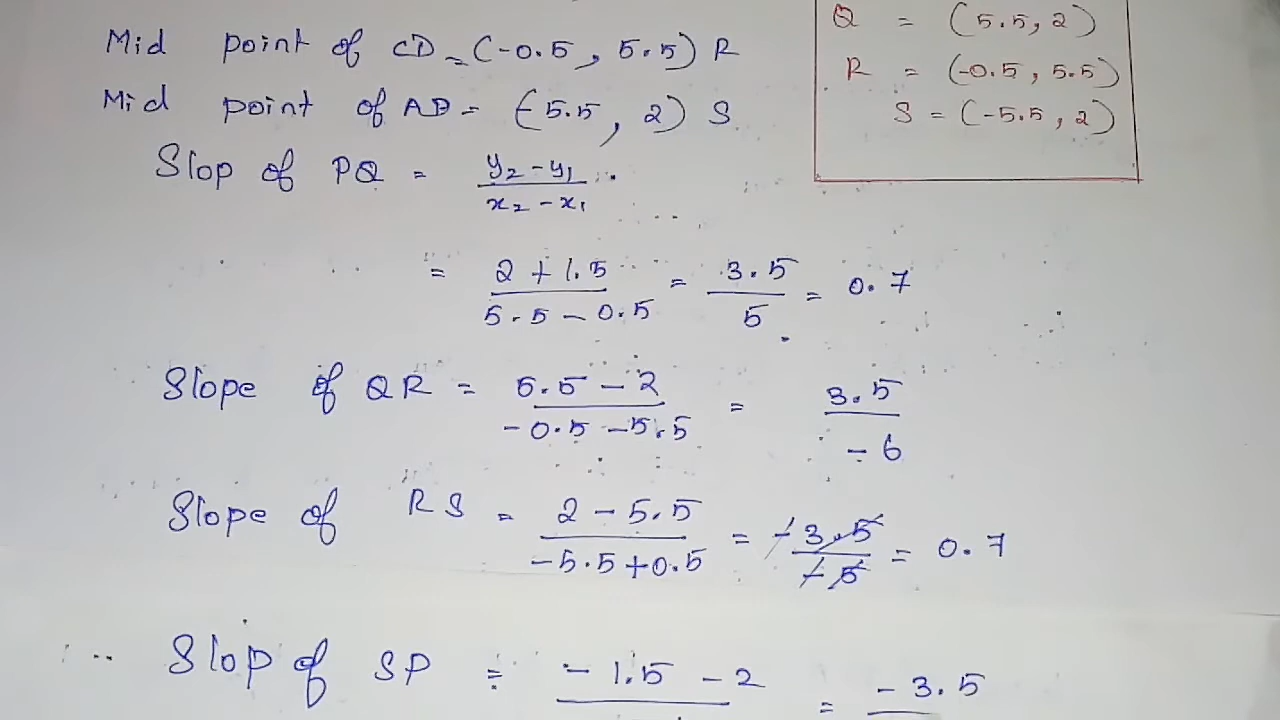 Mid point of CD = (-0.5, 5.5) R
Mid point of AD = (-5.5, 2) S
Q = (5.5, 2)
R = (-0.5, 5.5)
S = (-5.5, 2)
Slop of PQ = y₂ - y₁ / x₂ - x₁
= 2 + 1.5 / 5.5 - 0.5 = 3.5 / 5 = 0.7
Slope of QR = 5.5 - 2 / -0.5 - 5.5 = 3.5 / -6
Slope of RS = 2 - 5.5 / -5.5 + 0.5 = -3.5 / -5 = 0.7
Slop of SP = -1.5 - 2 = -3.5